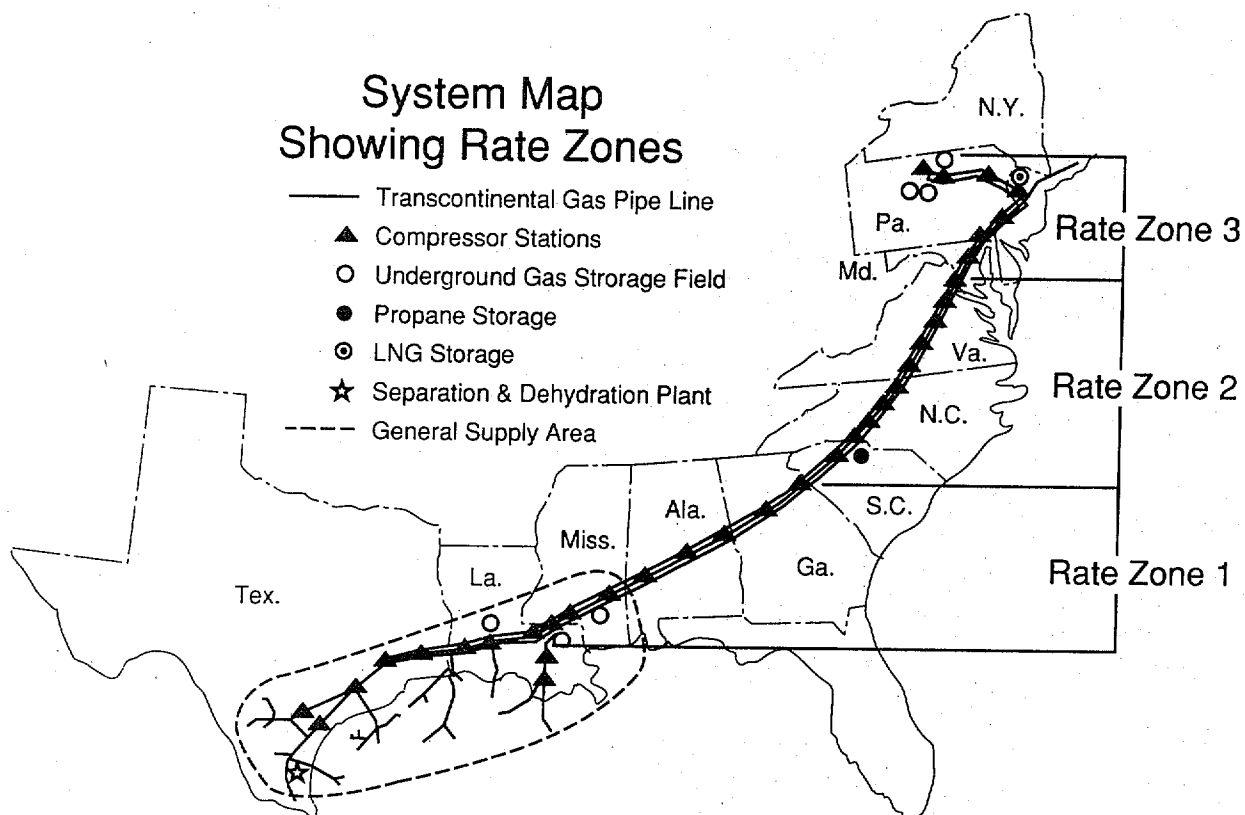 System Map
Showing Rate Zones
Transcontinental Gas Pipe Line
Compressor Stations
Underground Gas Strorage Field
Propane Storage
LNG Storage
Separation & Dehydration Plant
General Supply Area
N.Y.
Pa.
Rate Zone 3
Md.
Va.
Rate Zone 2
N.C.
S.C.
Ala.
Miss.
Ga.
Rate Zone 1
La.
Tex.